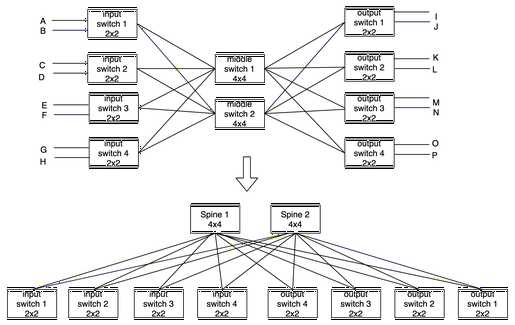 A
B
input
switch 1
2x2
C
D
input
switch 2
2x2
E
F
input
switch 3
2x2
G
H
input
switch 4
2x2
middle
switch 1
4x4
middle
switch 2
4x4
output
switch 1
2x2
I
J
output
switch 2
2x2
K
L
output
switch 3
2x2
M
N
output
switch 4
2x2
O
P
Spine 1
4x4
Spine 2
4x4
input
switch 1
2x2
input
switch 2
2x2
input
switch 3
2x2
input
switch 4
2x2
output
switch 4
2x2
output
switch 3
2x2
output
switch 2
2x2
output
switch 1
2x2